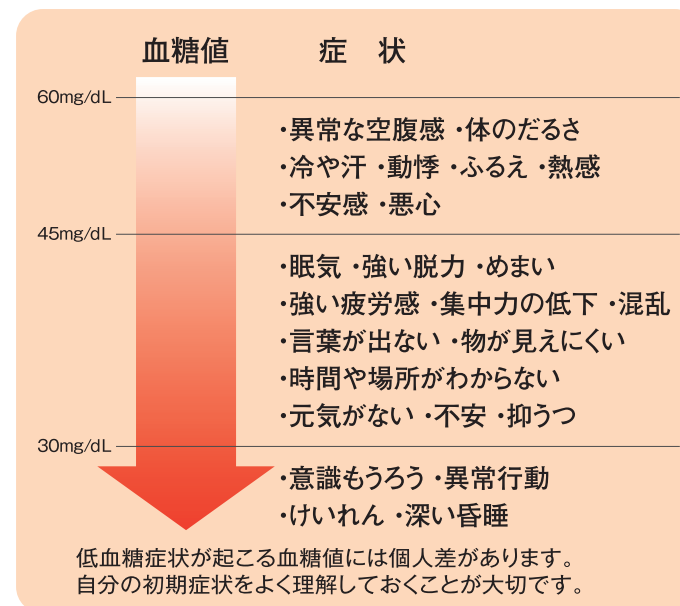 血糖値 症 状
60mg/dL
・異常な空腹感 ・体のだるさ
・冷や汗 ・動悸 ・ふるえ ・熱感
・不安感 ・悪心
45mg/dL
・眠気 ・強い脱力 ・めまい
・強い疲労感 ・集中力の低下 ・混乱
・言葉が出ない ・物が見えにくい
・時間や場所がわからない
・元気がない ・不安 ・抑うつ
30mg/dL
・意識もうろう ・異常行動
・けいれん ・深い昏睡
低血糖症状が起こる血糖値には個人差があります。
自分の初期症状をよく理解しておくことが大切です。